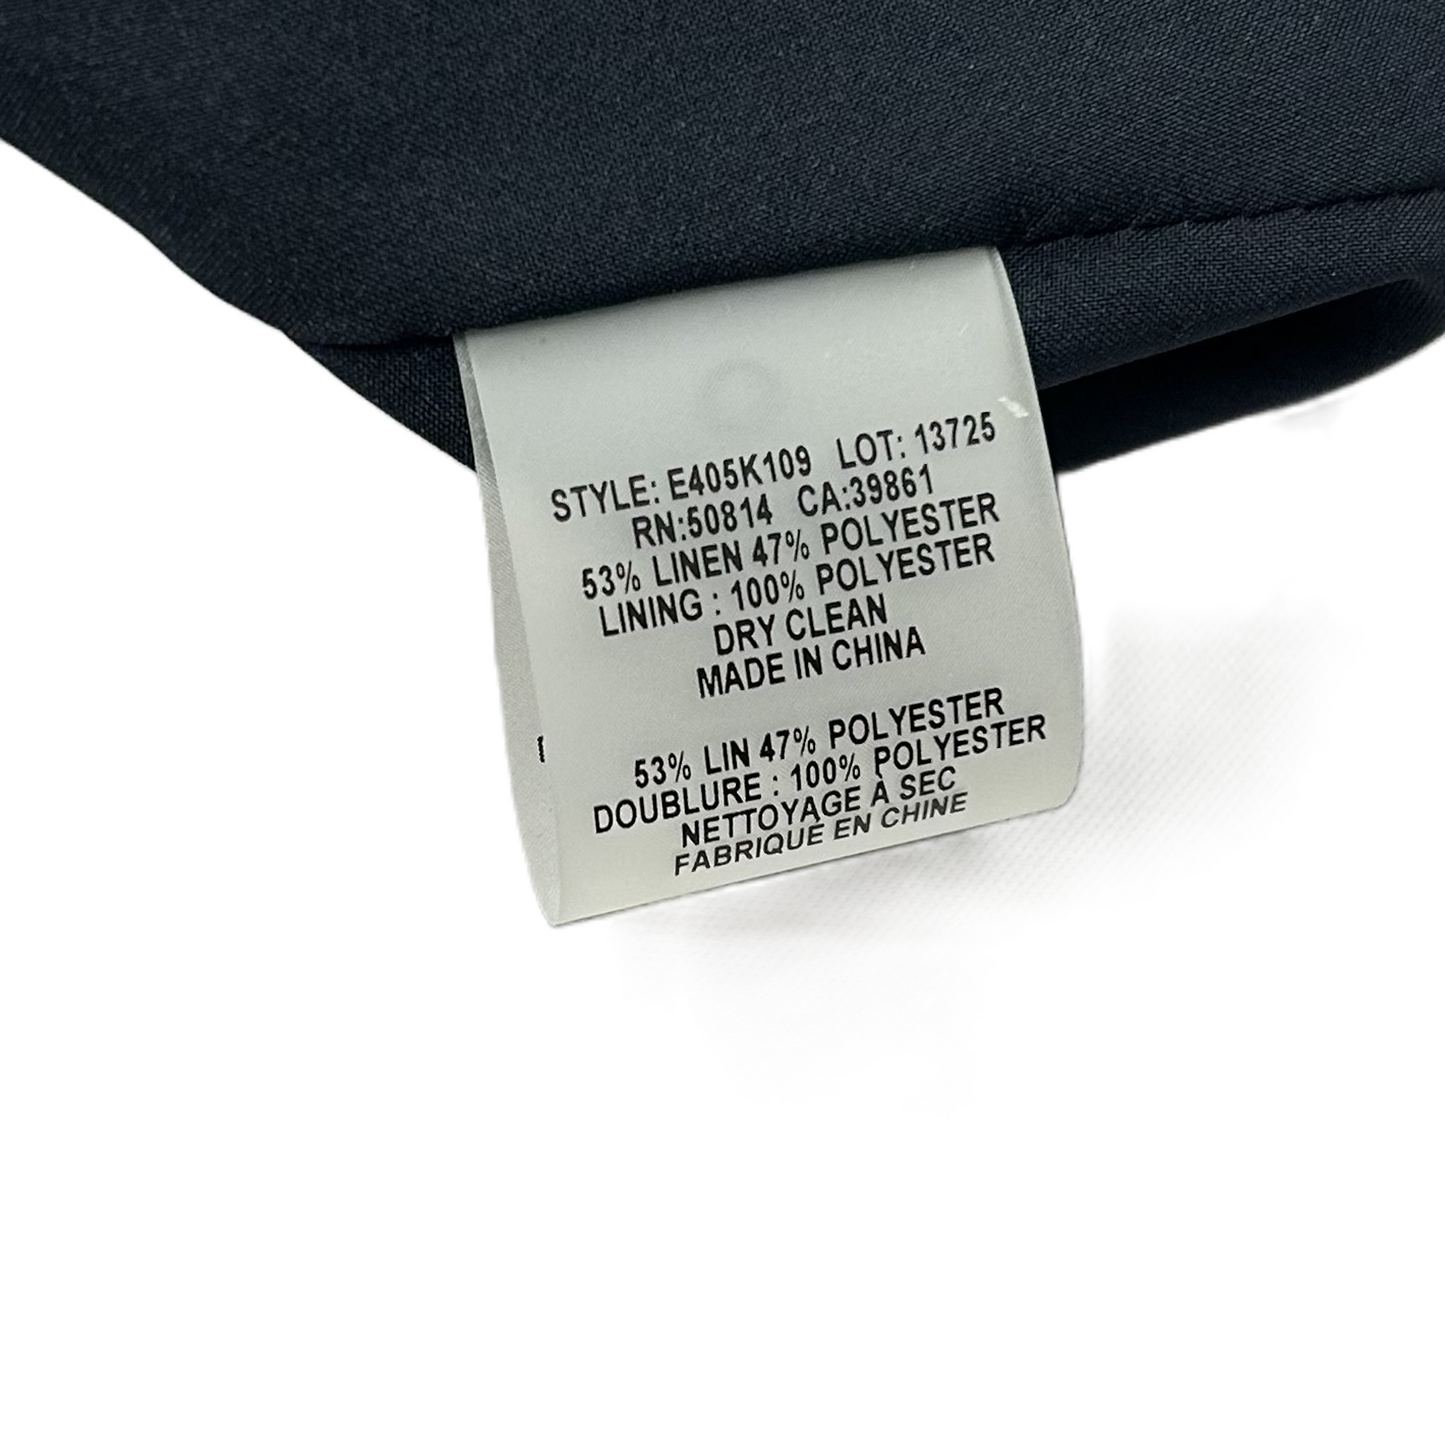 STYLE: E405K109 LOT: 13725
RN:50814 CA:39861
53% LINEN 47% POLYESTER
LINING : 100% POLYESTER
DRY CLEAN
MADE IN CHINA
53% LIN 47% POLYESTER
DOUBLURE : 100% POLYESTER
NETTOYAGE À SEC
FABRIQUÉ EN CHINE